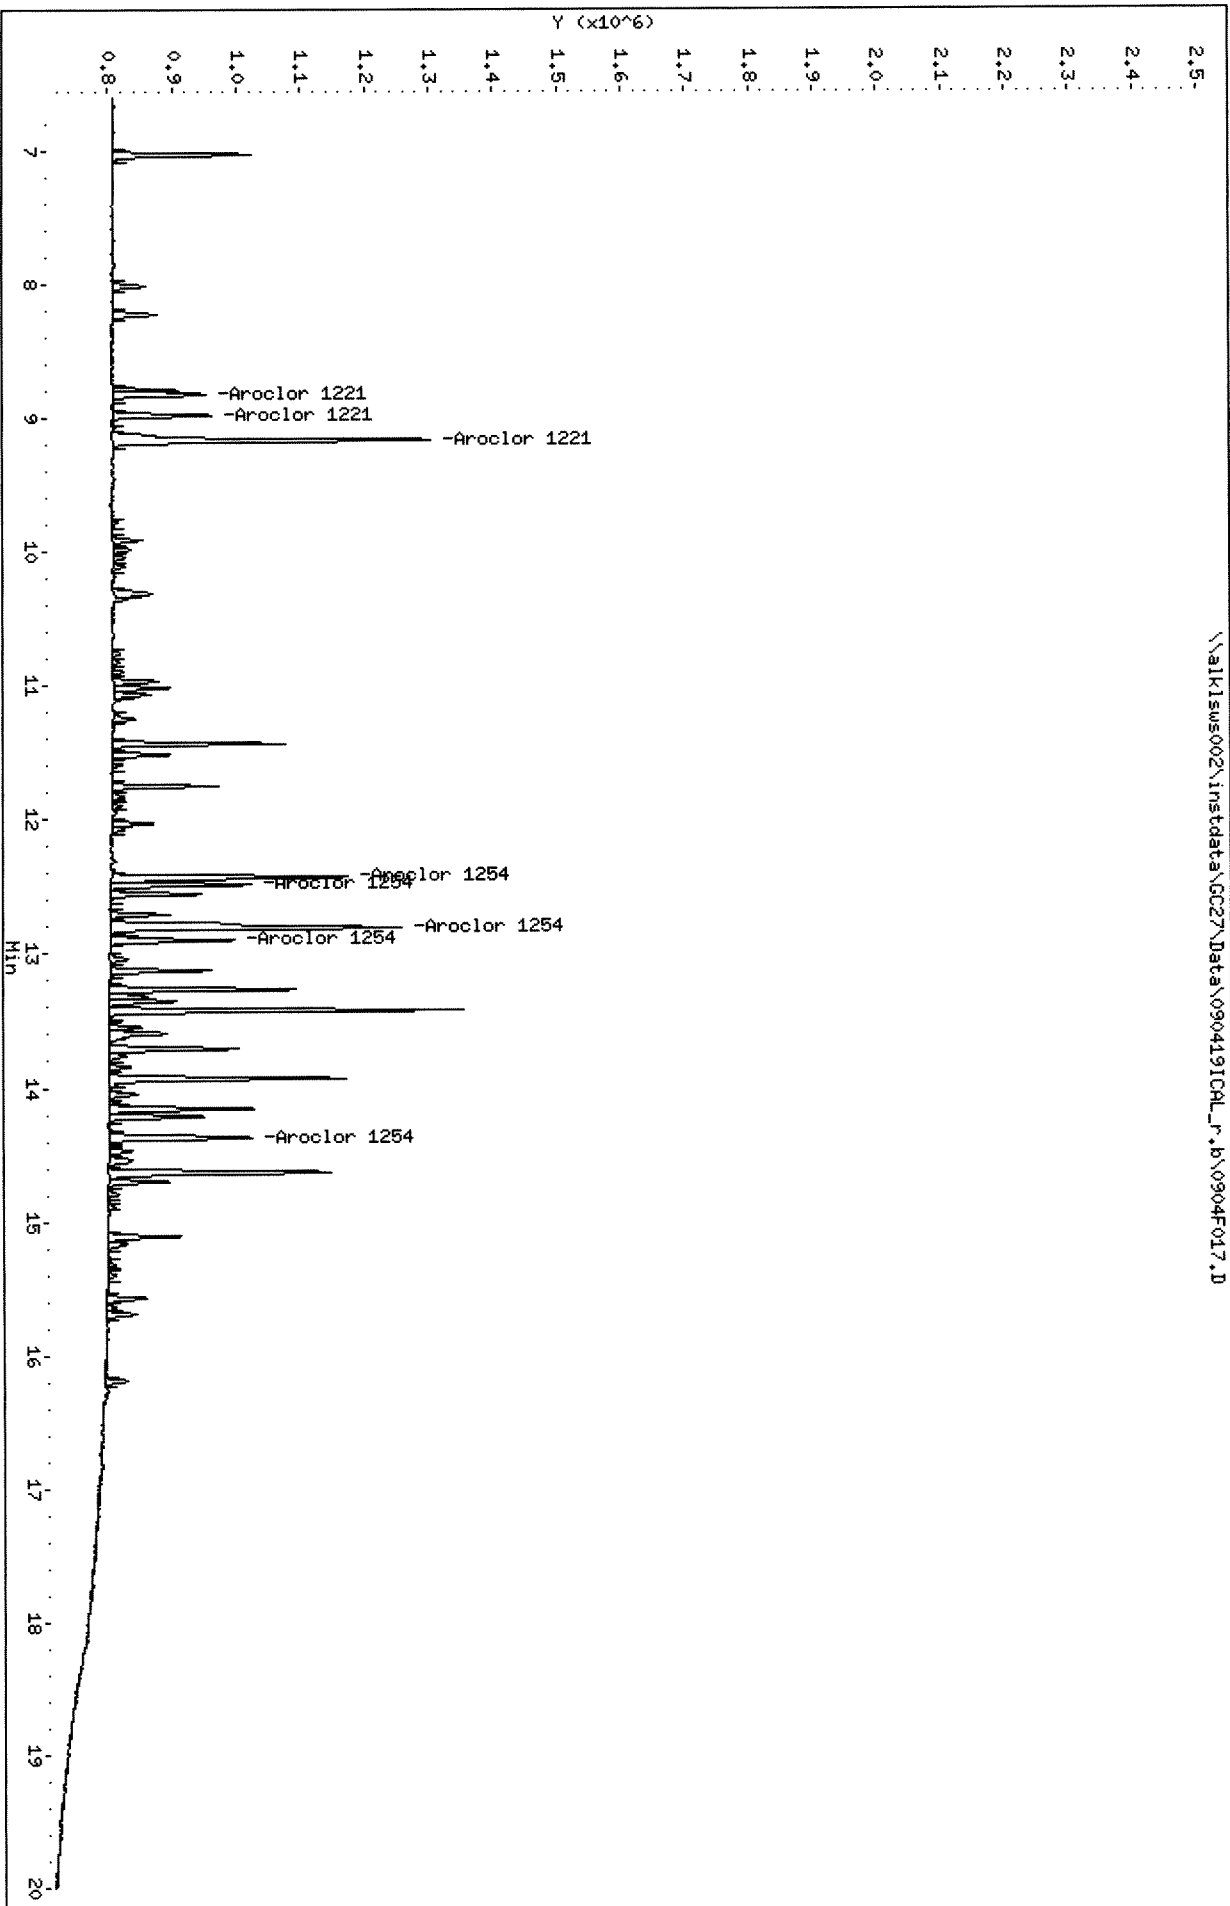 \\alklsws002\instdata\GC27\Data\090419ICAL_r.b\0904F017.D
Y (x10^6)
2.5
2.4
2.3
2.2
2.1
2.0
1.9
1.8
1.7
1.6
1.5
1.4
1.3
1.2
1.1
1.0
0.9
0.8
-Aroclor 1221
-Aroclor 1221
-Aroclor 1221
-Aroclor 1254
-Aroclor 1254
-Aroclor 1254
-Aroclor 1254
-Aroclor 1254
7
8
9
10
11
12
13
14
15
16
17
18
19
20
Min